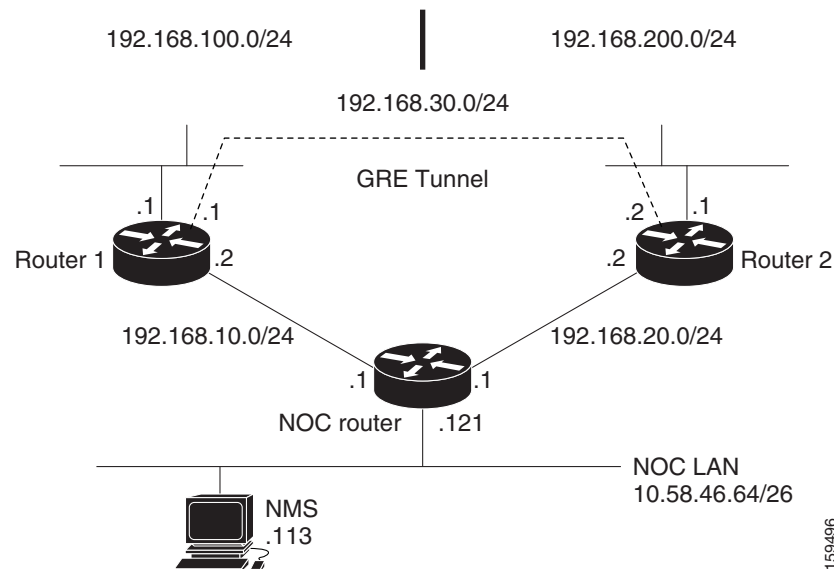 192.168.100.0/24
192.168.200.0/24
192.168.30.0/24
GRE Tunnel
.1
.1
.2
.1
Router 1
.2
.2
Router 2
192.168.10.0/24
192.168.20.0/24
.1
.1
NOC router
.121
NOC LAN
10.58.46.64/26
NMS
.113
159496